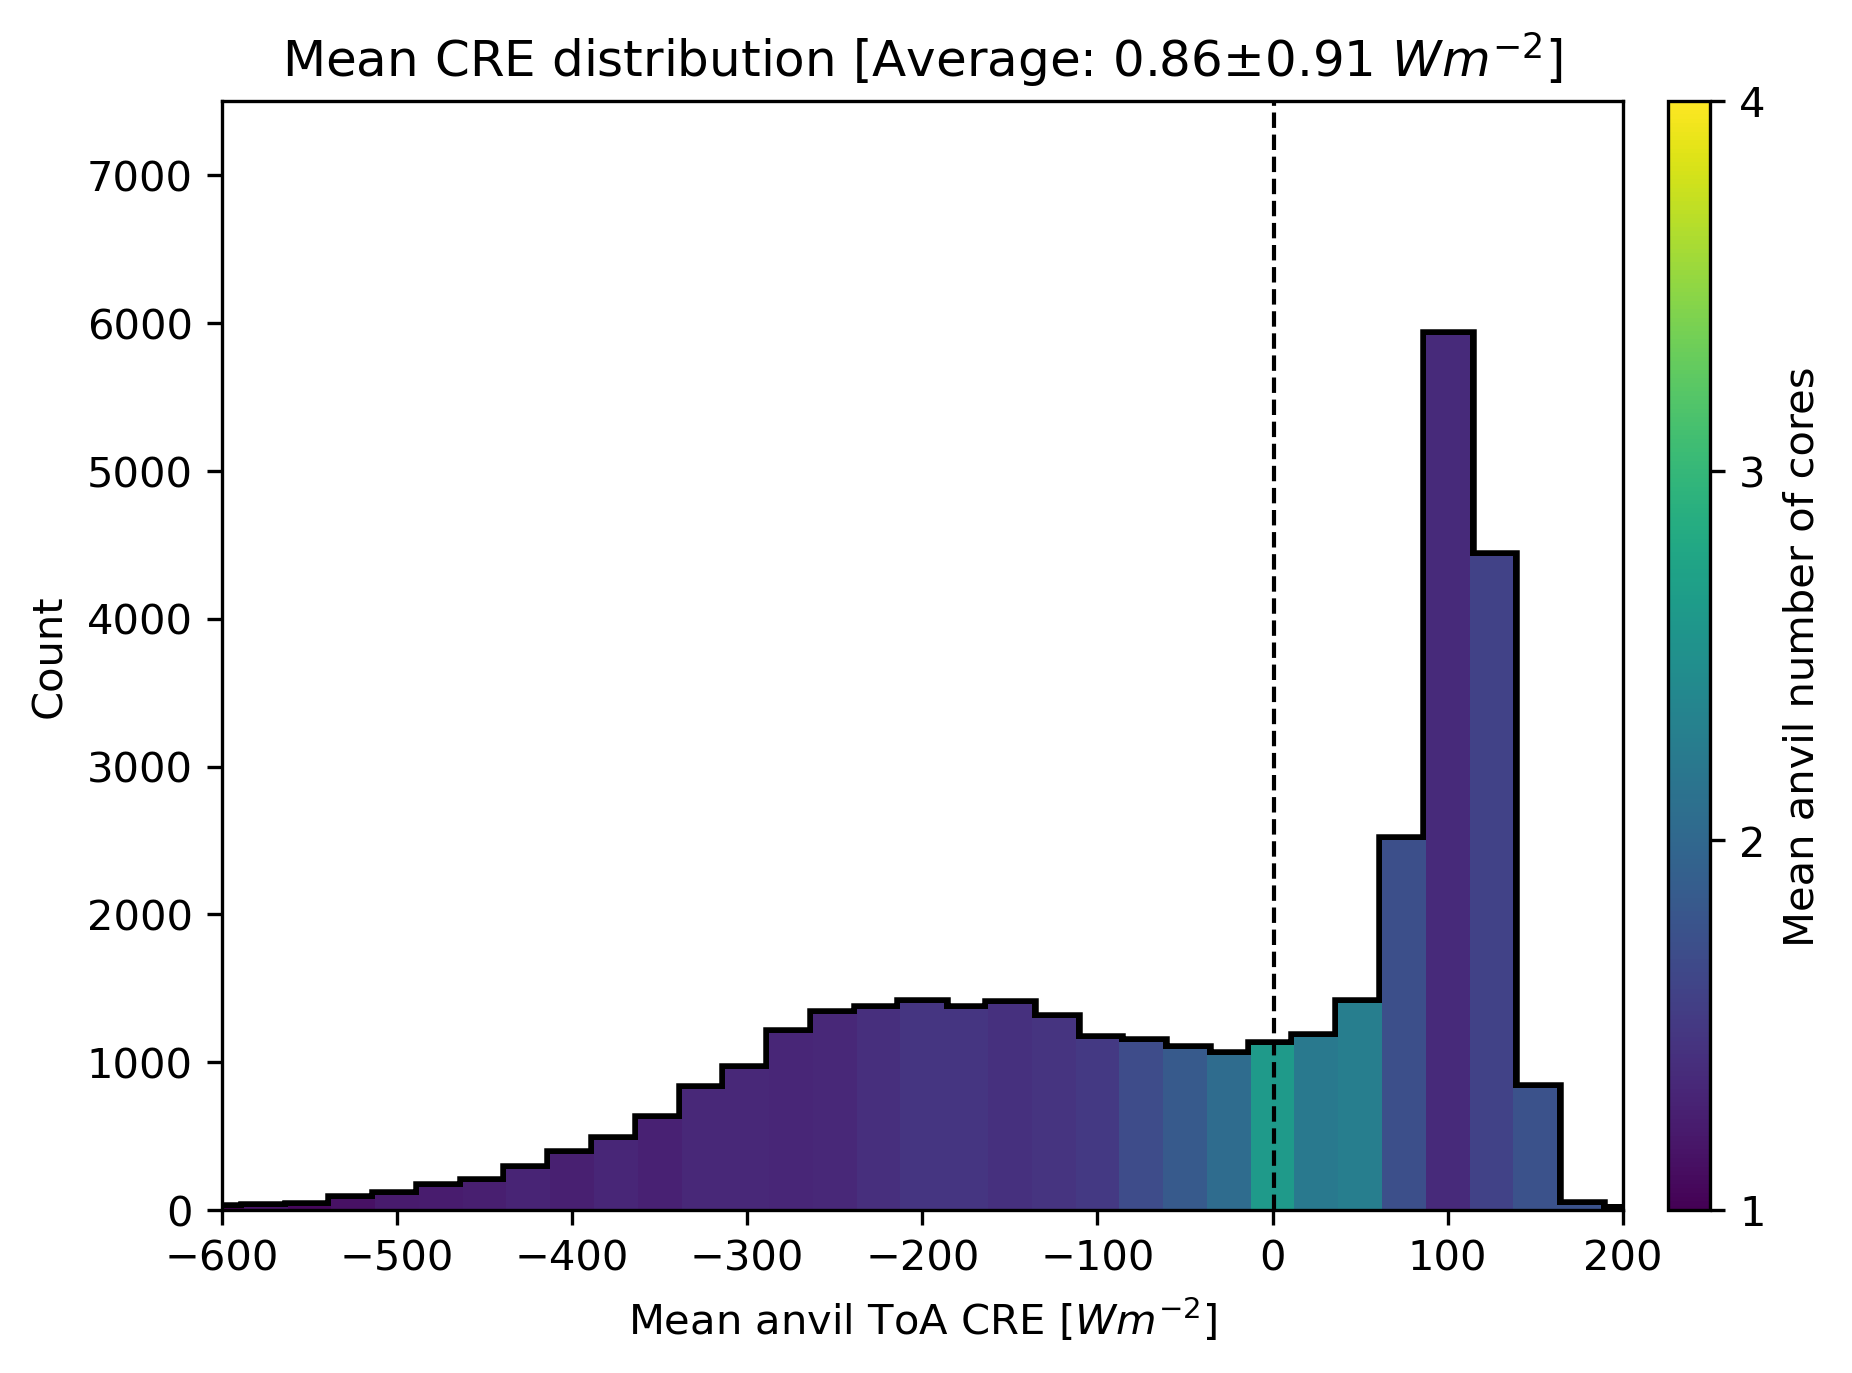 Mean CRE distribution [Average: 0.86±0.91 Wm⁻²]
7000
6000
5000
4000
3000
2000
1000
0
Count
−600 −500 −400 −300 −200 −100 0 100 200
Mean anvil ToA CRE [Wm⁻²]
4
3
2
1
Mean anvil number of cores